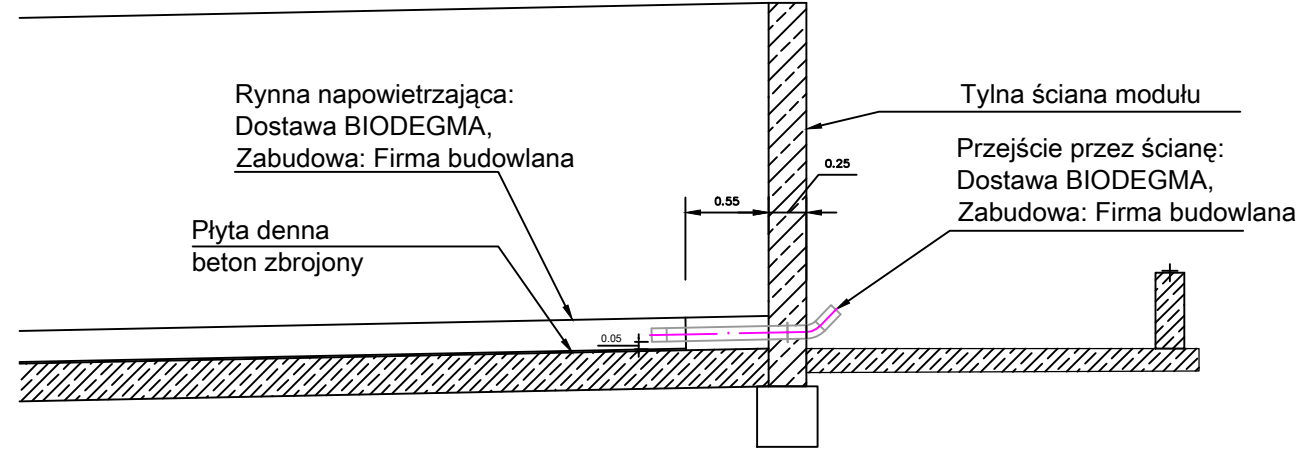 Rynna napowietrzająca:
Dostawa BIODEGMA,
Zabudowa: Firma budowlana
Tylna ściana modułu
Przejście przez ścianę:
Dostawa BIODEGMA,
Zabudowa: Firma budowlana
0.25
0.55
Płyta denna
beton zbrojony
0.05